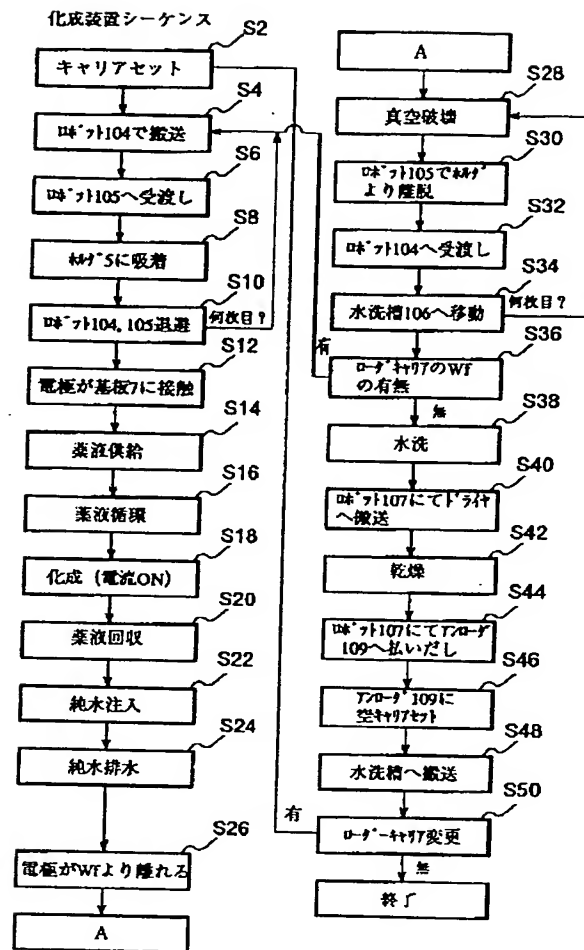 化成装置シーケンス
S2
キャリアセット
S4
ロボット104で搬送
S6
ロボット105へ受渡し
S8
ホルダ5に吸着
S10
ロボット104,105退避
何枚目?
S12
電極が基板7に接触
S14
薬液供給
S16
薬液循環
S18
化成(電流ON)
S20
薬液回収
S22
純水注入
S24
純水排水
S26
電極がWfより離れる
A
A
S28
真空破壊
S30
ロボット105でホルダ
より離脱
S32
ロボット104へ受渡し
S34
水洗槽106へ移動
何枚目?
S36
有
ローダキャリアのWf
の有無
無
S38
水洗
S40
ロボット107にてドライヤ
へ搬送
S42
乾燥
S44
ロボット107にてアンローダ
109へ払いだし
S46
アンローダ109に
空キャリアセット
S48
水洗槽へ搬送
S50
有
ローダーキャリア変更
無
終了